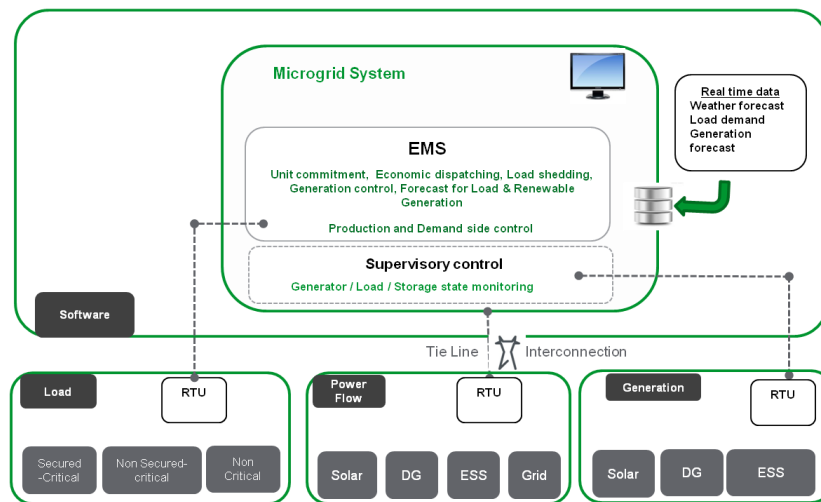 Microgrid System
Real time data
Weather forecast
Load demand
Generation
forecast
EMS
Unit commitment, Economic dispatching, Load shedding,
Generation control, Forecast for Load & Renewable
Generation
Production and Demand side control
Supervisory control
Generator / Load / Storage state monitoring
Software
Tie Line
Interconnection
Load
RTU
Secured
-Critical
Non Secured-
critical
Non
Critical
Power
Flow
RTU
Solar
DG
ESS
Grid
Generation
RTU
Solar
DG
ESS